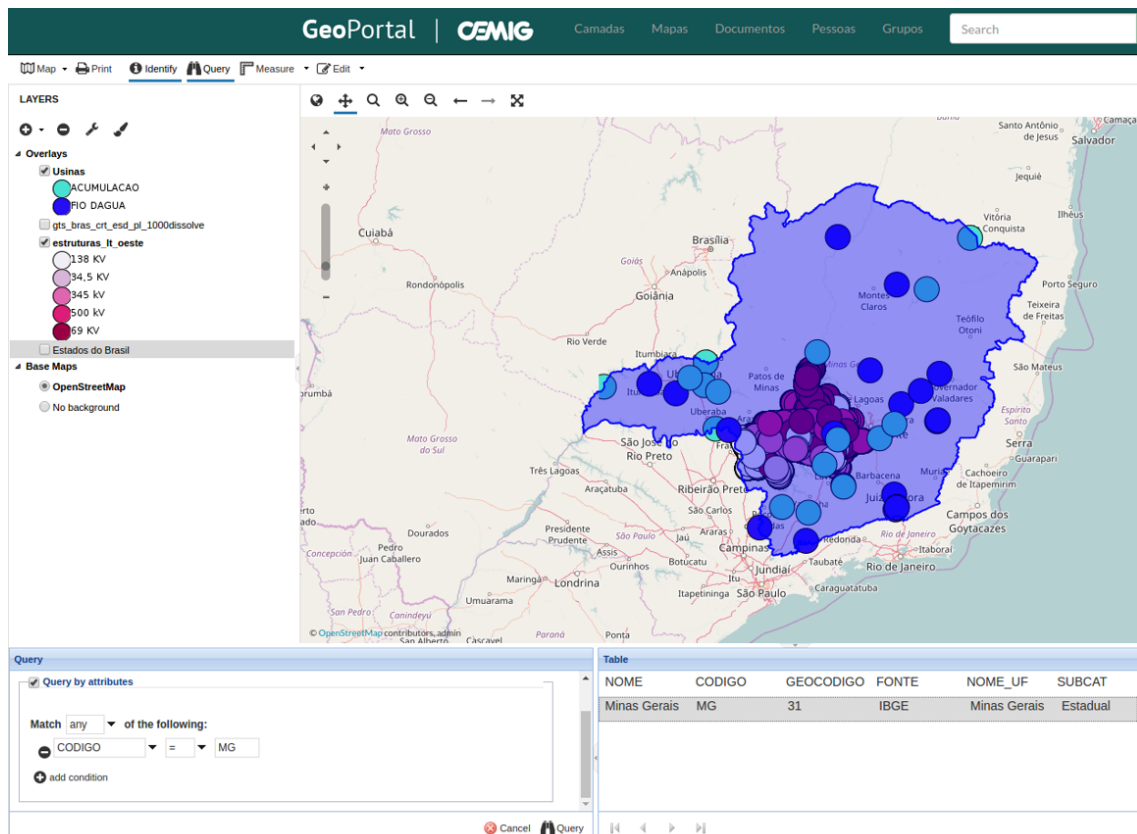 GeoPortal | CEMIG Camadas Mapas Documentos Pessoas Grupos Search
Map Print Identify Query Measure Edit
LAYERS
Overlays
Usinas
ACUMULACAO
FIO DAGUA
gts_bras_crt_esd_pl_1000dissolve
estruturas_lt_oeste
138 KV
34,5 KV
345 kV
500 kV
69 KV
Estados do Brasil
Base Maps
OpenStreetMap
No background
Mato Grosso
Bahia
Santo Antônio
de Jesus
Camaça
Salvador
Jequié
Ilhéus
Vitória
Conquista
Cuiabá
Brasília
Goiás
Anápolis
Rondonópolis
Goiânia
Porto Seguro
Montes
Claros
Teixeira
de Freitas
Teófilo
Otoni
Rio Verde
Itumbiara
Minas
Patos de
Minas
São Mateus
orumbá
Uberaba
Lagoas
Governador
Valadares
Espírito
Santo
Serra
Guarapari
Mato Grosso
do Sul
São José do
Rio Preto
Três Lagoas
Ribeirão Preto
Barbacena
Cachoeiro
de Itapemirim
Araçatuba
São Carlos
Campos dos
Goytacazes
Dourados
Presidente
Prudente
São Paulo
Jaú
Araras
Rio de Janeiro
Itaboraí
Concepción
Pedro
Juan Caballero
Assis
Ourinhos
Botucatu
Campinas
Jundiaí
Taubaté
Rio de Janeiro
Maringá
Londrina
Itu
Itapetininga
São Paulo
Caraguatatuba
Umuarama
San Pedro
Canindeyú
Paraná
Ponta
© OpenStreetMap contributors, admin
San Alberto
Cascavel
Query
Query by attributes
Match any of the following:
CODIGO = MG
add condition
Cancel Query
Table
NOME CODIGO GEOCODIGO FONTE NOME_UF SUBCAT
Minas Gerais MG 31 IBGE Minas Gerais Estadual